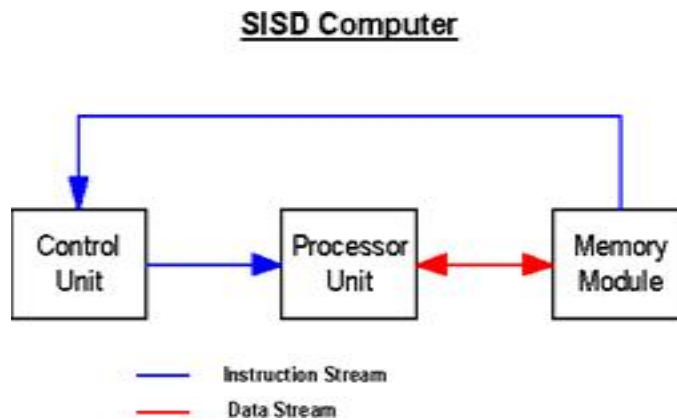 SISD Computer
Control
Unit
Processor
Unit
Memory
Module
Instruction Stream
Data Stream